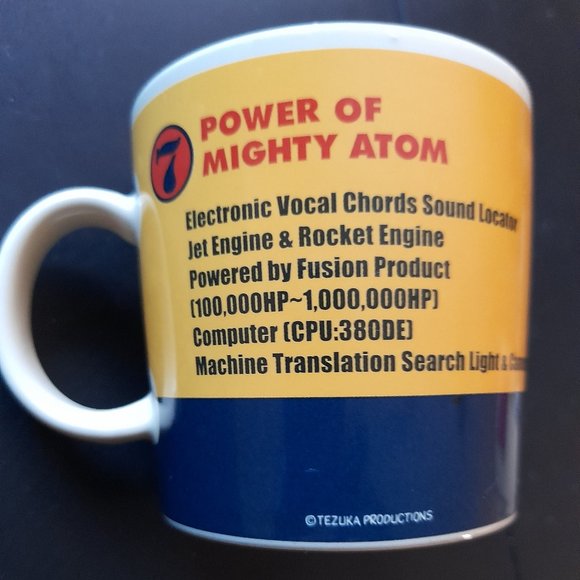 7 POWER OF
MIGHTY ATOM
Electronic Vocal Chords Sound Locator
Jet Engine & Rocket Engine
Powered by Fusion Product
(100,000HP~1,000,000HP)
Computer (CPU:380DE)
Machine Translation Search Light &
©TEZUKA PRODUCTIONS